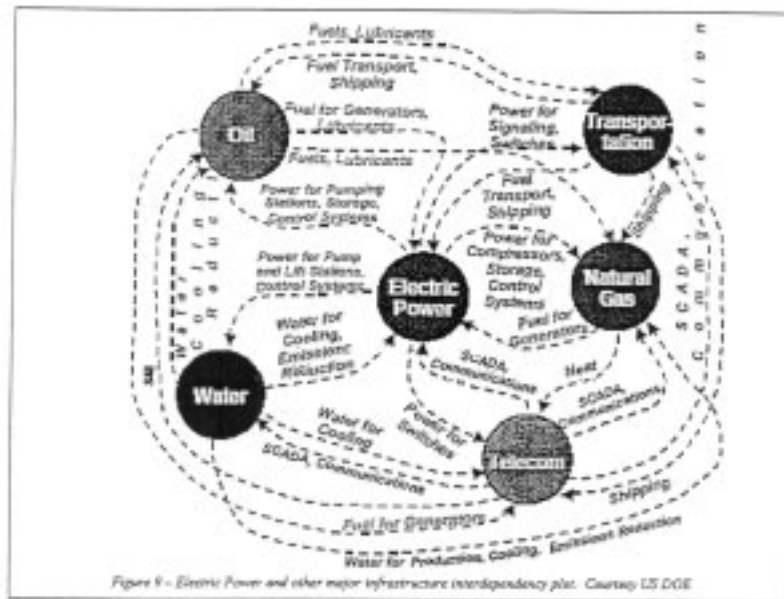 Fuels, Lubricants
Fuel Transport,
Shipping
Fuel for Generators,
Lubricants
Power for
Signaling,
Switches
Transpor-
tation
Oil
Fuels, Lubricants
Fuel
Transport,
Shipping
Shipping
Power for Pumping
Stations, Storage,
Control Systems
Power for Pump
and Lift Stations,
Control Systems
Power for
Compressors,
Storage,
Control
Systems
Electric
Power
Natural
Gas
Fuel for
Generators
Water for
Cooling,
Emissions
Reduction
SCADA,
Communications
Heat
SCADA,
Communications
Water
Water for
Cooling
Power for
Switches
SCADA, Communications
Telecom
Shipping
Fuel for Generators
Water for Production, Cooling, Emissions Reduction
SCADA,
Figure 9 – Electric Power and other major infrastructure interdependency plot. Courtesy US DOE